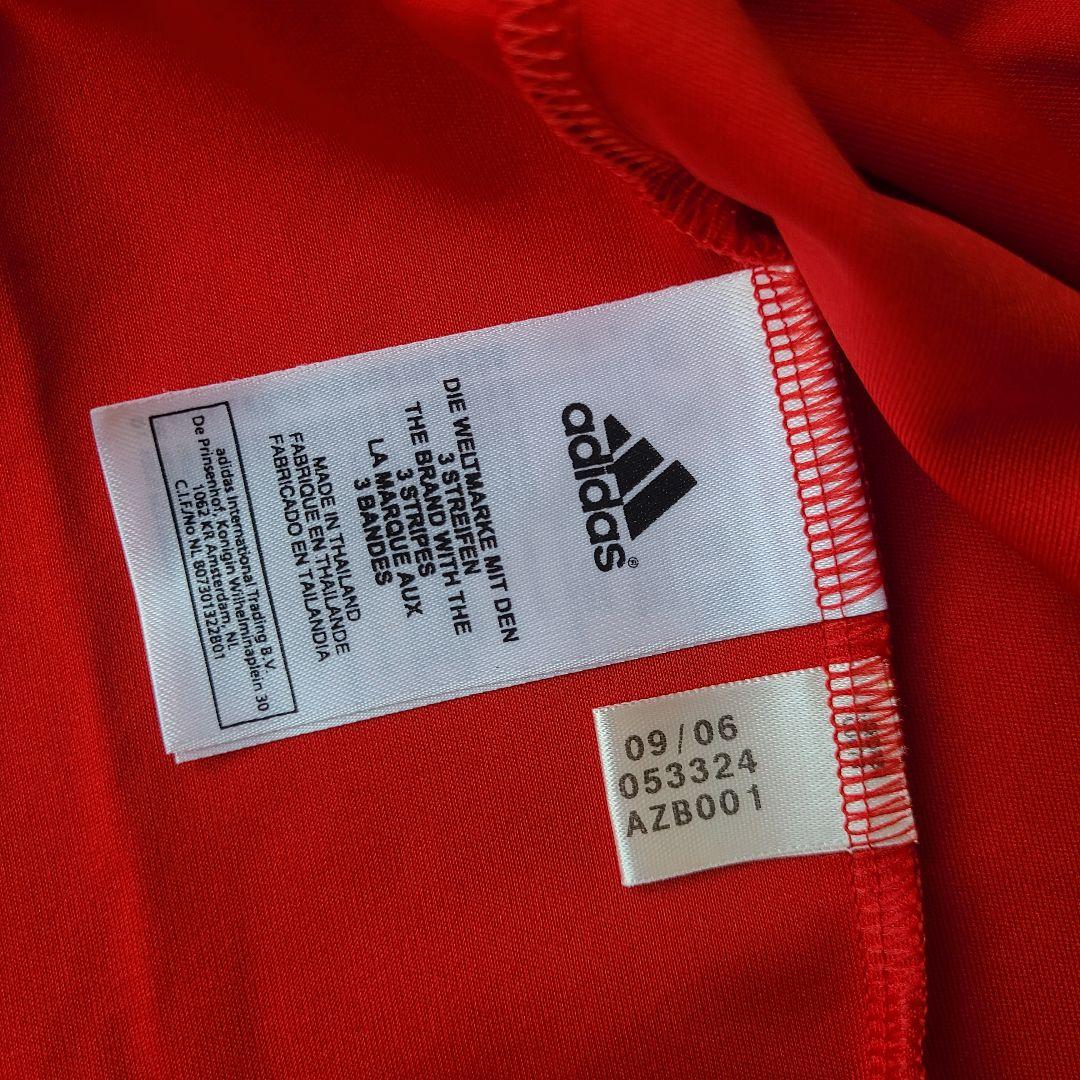 adidas®
DIE WELTMARKE MIT DEN
3 STREIFEN
THE BRAND WITH THE
3 STRIPES
LA MARQUE AUX
3 BANDES
MADE IN THAILAND
FABRIQUE EN THAILANDE
FABRICADO EN TAILANDIA
adidas International Trading B.V.
De Prinsenhof, Konigin Wilhelminaplein 30
1062 KR Amsterdam, NL
C.I.F./No NL 807301322B01
09/06
053324
AZB001